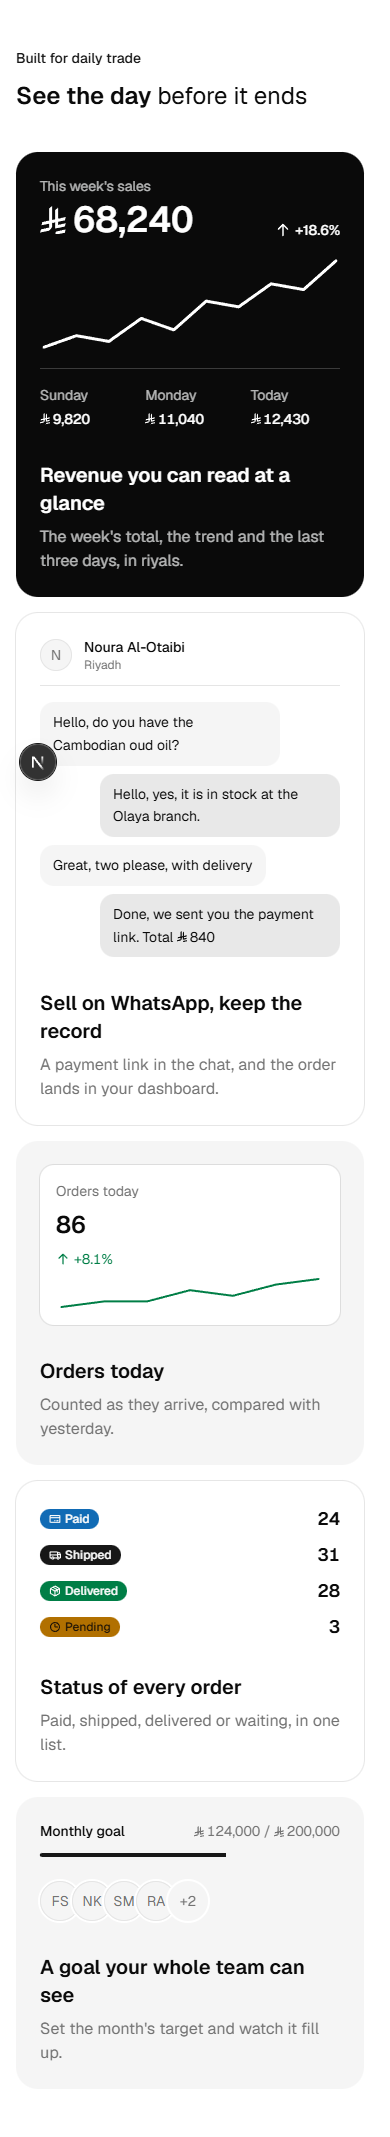 Built for daily trade
See the day before it ends
This week's sales
⃁ 68,240
↑ +18.6%
Sunday Monday Today
⃁ 9,820 ⃁ 11,040 ⃁ 12,430
Revenue you can read at a
glance
The week's total, the trend and the last
three days, in riyals.
N
Noura Al-Otaibi
Riyadh
Hello, do you have the
Cambodian oud oil?
N
Hello, yes, it is in stock at the
Olaya branch.
Great, two please, with delivery
Done, we sent you the payment
link. Total ⃁ 840
Sell on WhatsApp, keep the
record
A payment link in the chat, and the order
lands in your dashboard.
Orders today
86
↑ +8.1%
Orders today
Counted as they arrive, compared with
yesterday.
Paid 24
Shipped 31
Delivered 28
Pending 3
Status of every order
Paid, shipped, delivered or waiting, in one
list.
Monthly goal ⃁ 124,000 / ⃁ 200,000
FS NK SM RA +2
A goal your whole team can
see
Set the month's target and watch it fill
up.